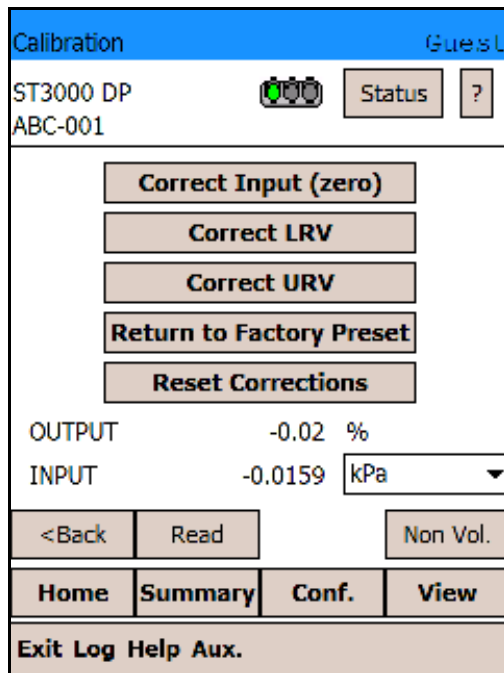 Calibration Guest
ST3000 DP Status ?
ABC-001
Correct Input (zero)
Correct LRV
Correct URV
Return to Factory Preset
Reset Corrections
OUTPUT -0.02 %
INPUT -0.0159 kPa
<Back Read Non Vol.
Home Summary Conf. View
Exit Log Help Aux.